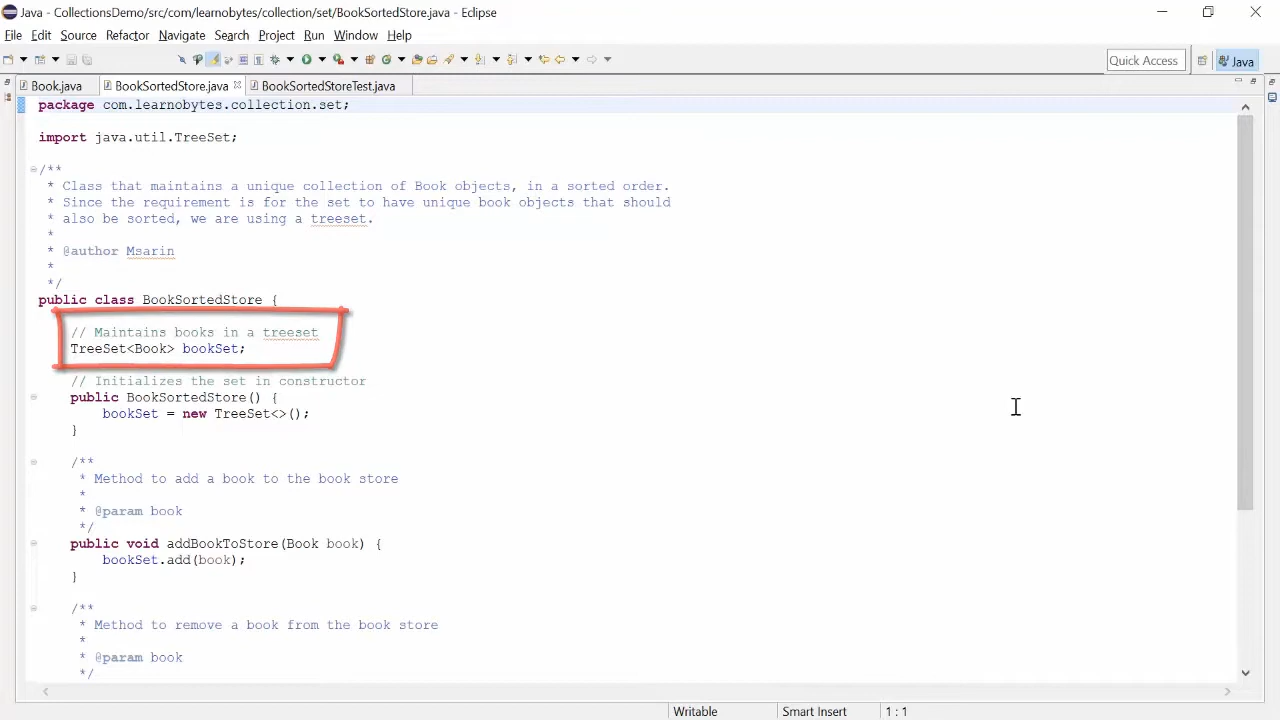 Java - CollectionsDemo/src/com/learnobytes/collection/set/BookSortedStore.java - Eclipse
File Edit Source Refactor Navigate Search Project Run Window Help
Quick Access Java
Book.java BookSortedStore.java BookSortedStoreTest.java
package com.learnobytes.collection.set;
import java.util.TreeSet;
/**
* Class that maintains a unique collection of Book objects, in a sorted order.
* Since the requirement is for the set to have unique book objects that should
* also be sorted, we are using a treeset.
*
* @author Msarin
*
*/
public class BookSortedStore {
// Maintains books in a treeset
TreeSet<Book> bookSet;
// Initializes the set in constructor
public BookSortedStore() {
bookSet = new TreeSet<>();
}
/**
* Method to add a book to the book store
*
* @param book
*/
public void addBookToStore(Book book) {
bookSet.add(book);
}
/**
* Method to remove a book from the book store
*
* @param book
*/
Writable Smart Insert 1 : 1